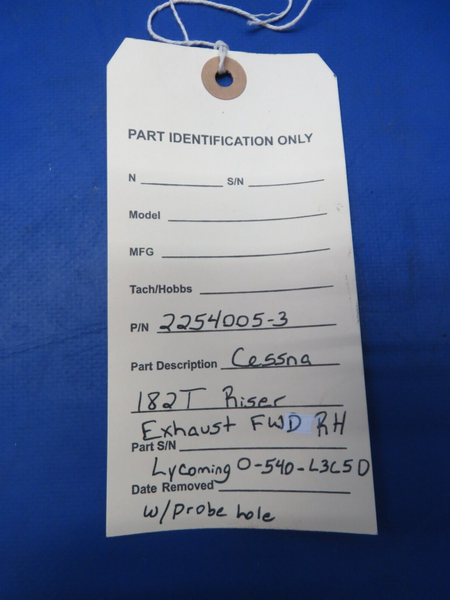 PART IDENTIFICATION ONLY
N S/N
Model
MFG
Tach/Hobbs
P/N 2254005-3
Part Description Cessna
182T Riser
Exhaust FWD RH
Part S/N
Lycoming O-540-L3C5D
Date Removed
w/probe hole